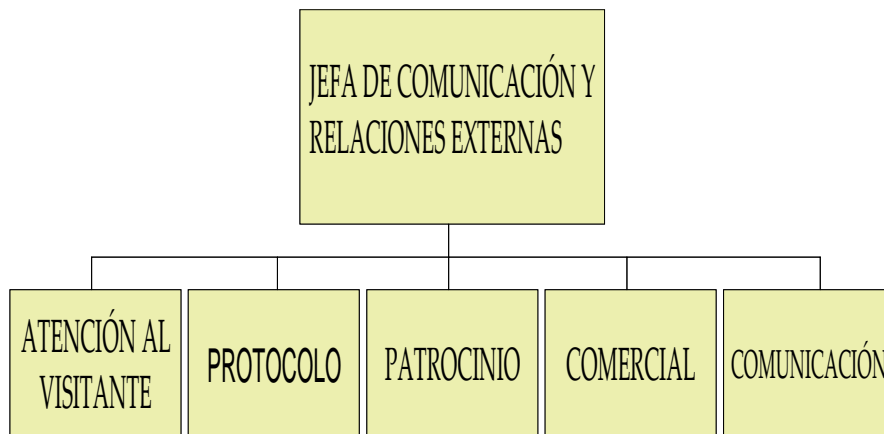 JEFA DE COMUNICACIÓN Y
RELACIONES EXTERNAS
ATENCIÓN AL
VISITANTE
PROTOCOLO
PATROCINIO
COMERCIAL
COMUNICACIÓN